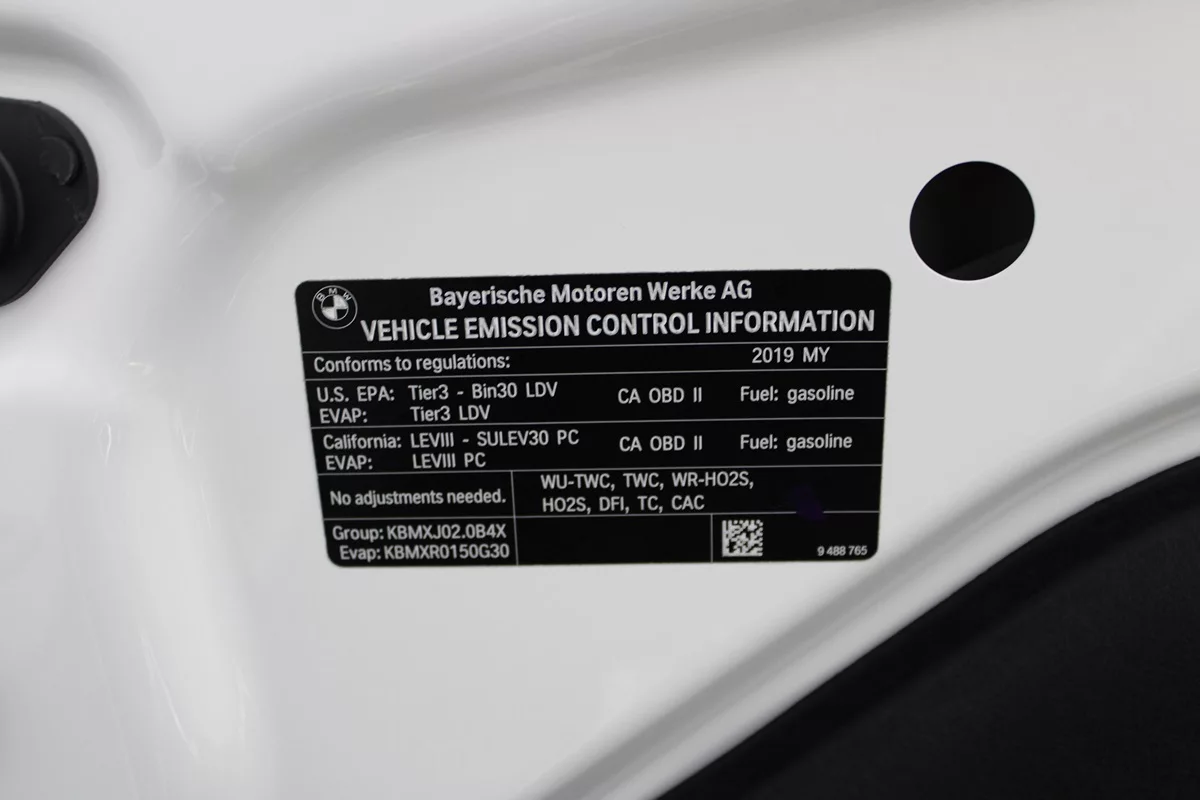 BMW
Bayerische Motoren Werke AG
VEHICLE EMISSION CONTROL INFORMATION
Conforms to regulations: 2019 MY
U.S. EPA: Tier3 - Bin30 LDV CA OBD II Fuel: gasoline
EVAP: Tier3 LDV
California: LEVIII - SULEV30 PC CA OBD II Fuel: gasoline
EVAP: LEVIII PC
No adjustments needed.
WU-TWC, TWC, WR-HO2S,
HO2S, DFI, TC, CAC
Group: KBMXJ02.0B4X
Evap: KBMXR0150G30
9 488 765